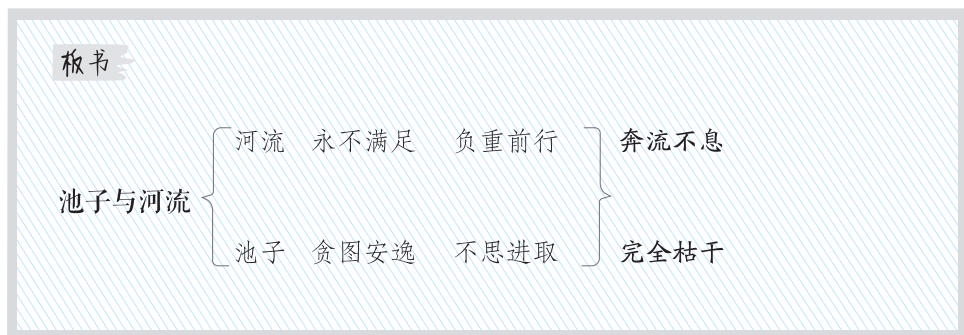 板书
河流 永不满足 负重前行 奔流不息
池子与河流
池子 贪图安逸 不思进取 完全枯干